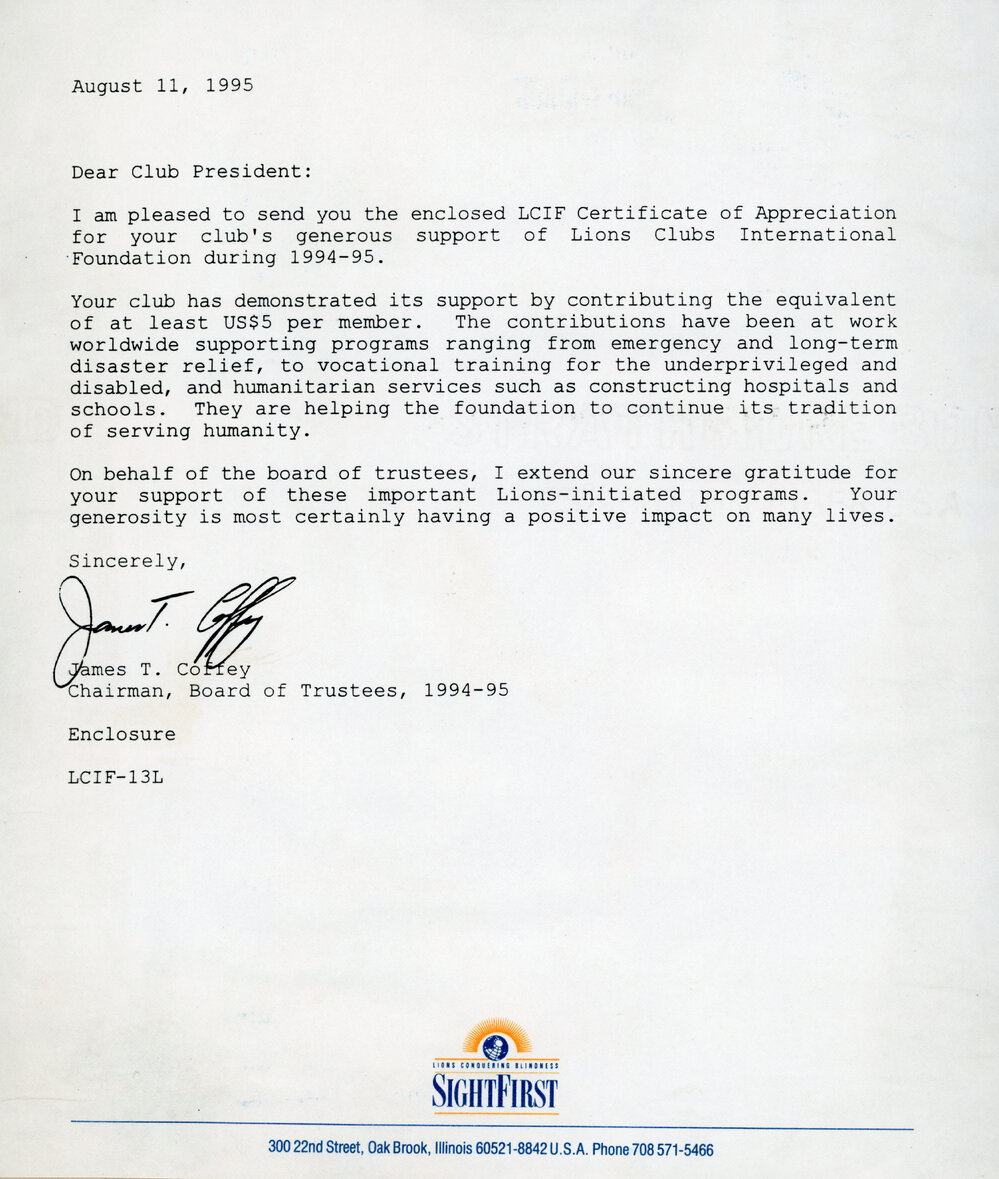 August 11, 1995
Dear Club President:
I am pleased to send you the enclosed LCIF Certificate of Appreciation
for your club's generous support of Lions Clubs International
Foundation during 1994-95.
Your club has demonstrated its support by contributing the equivalent
of at least US$5 per member. The contributions have been at work
worldwide supporting programs ranging from emergency and long-term
disaster relief, to vocational training for the underprivileged and
disabled, and humanitarian services such as constructing hospitals and
schools. They are helping the foundation to continue its tradition
of serving humanity.
On behalf of the board of trustees, I extend our sincere gratitude for
your support of these important Lions-initiated programs. Your
generosity is most certainly having a positive impact on many lives.
Sincerely,
James T. Coffey
James T. Coffey
Chairman, Board of Trustees, 1994-95
Enclosure
LCIF-13L
LIONS CONQUERING BLINDNESS
SIGHTFIRST
300 22nd Street, Oak Brook, Illinois 60521-8842 U.S.A. Phone 708 571-5466